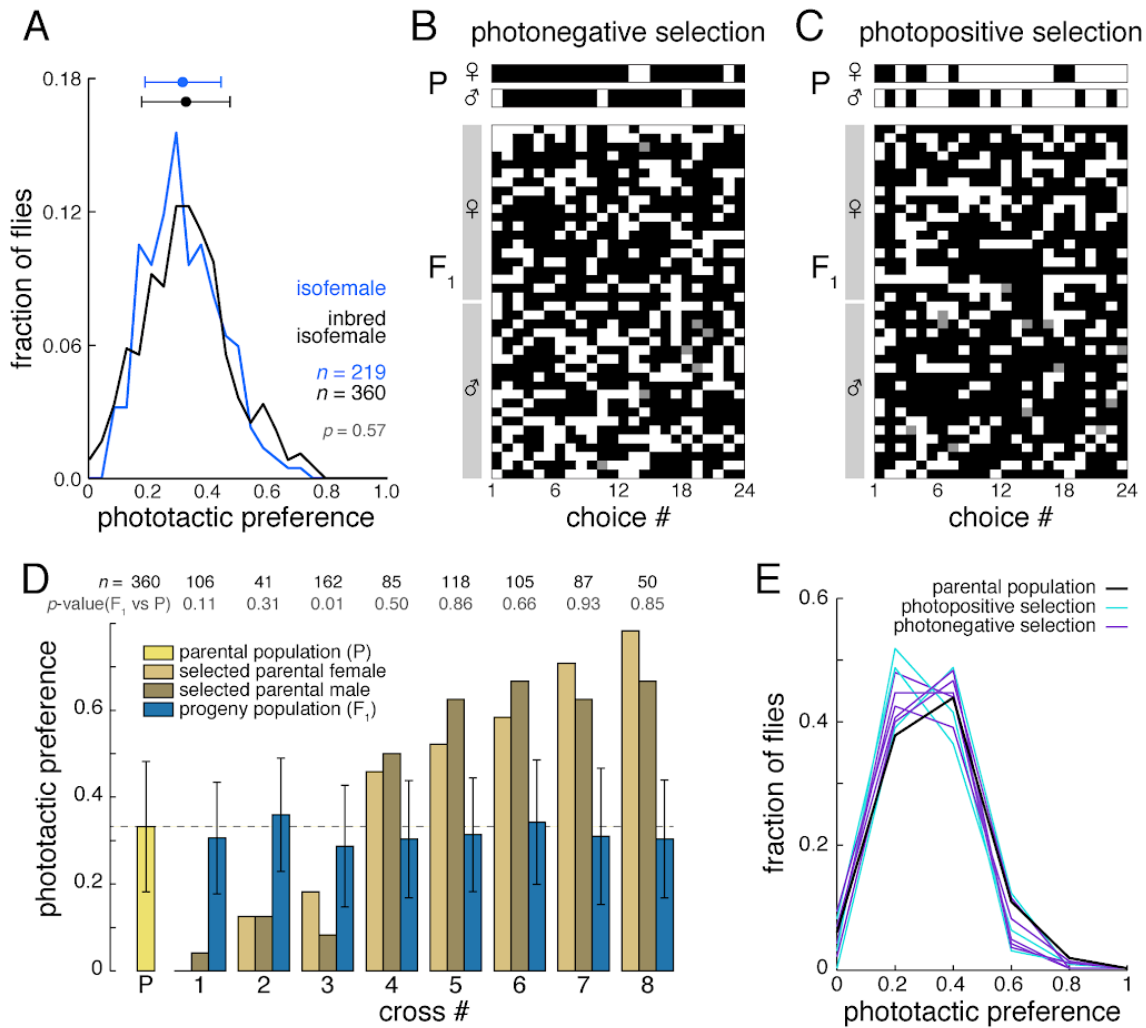 A
0.18
0.12
0.06
0.0
fraction of flies
isofemale
inbred
isofemale
n = 219
n = 360
p = 0.57
0 0.2 0.4 0.6 0.8 1.0
phototactic preference
B photonegative selection
P
♀
♂
F1
♀
♂
1 6 12 18 24
choice #
C photopositive selection
P
♀
♂
F1
♀
♂
1 6 12 18 24
choice #
D
n = 360 106 41 162 85 118 105 87 50
p-value(F1 vs P) 0.11 0.31 0.01 0.50 0.86 0.66 0.93 0.85
parental population (P)
selected parental female
selected parental male
progeny population (F1)
0.6
0.4
0.2
0
phototactic preference
P 1 2 3 4 5 6 7 8
cross #
E
parental population
photopositive selection
photonegative selection
0.6
0.4
0.2
0
fraction of flies
0 0.2 0.4 0.6 0.8 1
phototactic preference